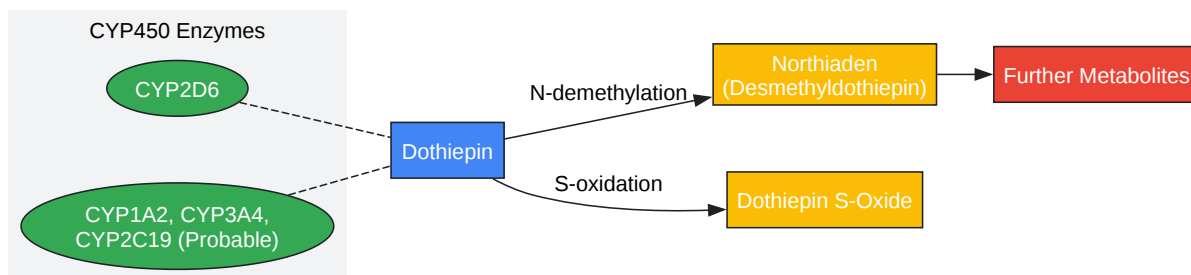 CYP450 Enzymes
CYP2D6
CYP1A2, CYP3A4,
CYP2C19 (Probable)
Dothiepin
N-demethylation
S-oxidation
Northiaden
(Desmethyldothiepin)
Dothiepin S-Oxide
Further Metabolites